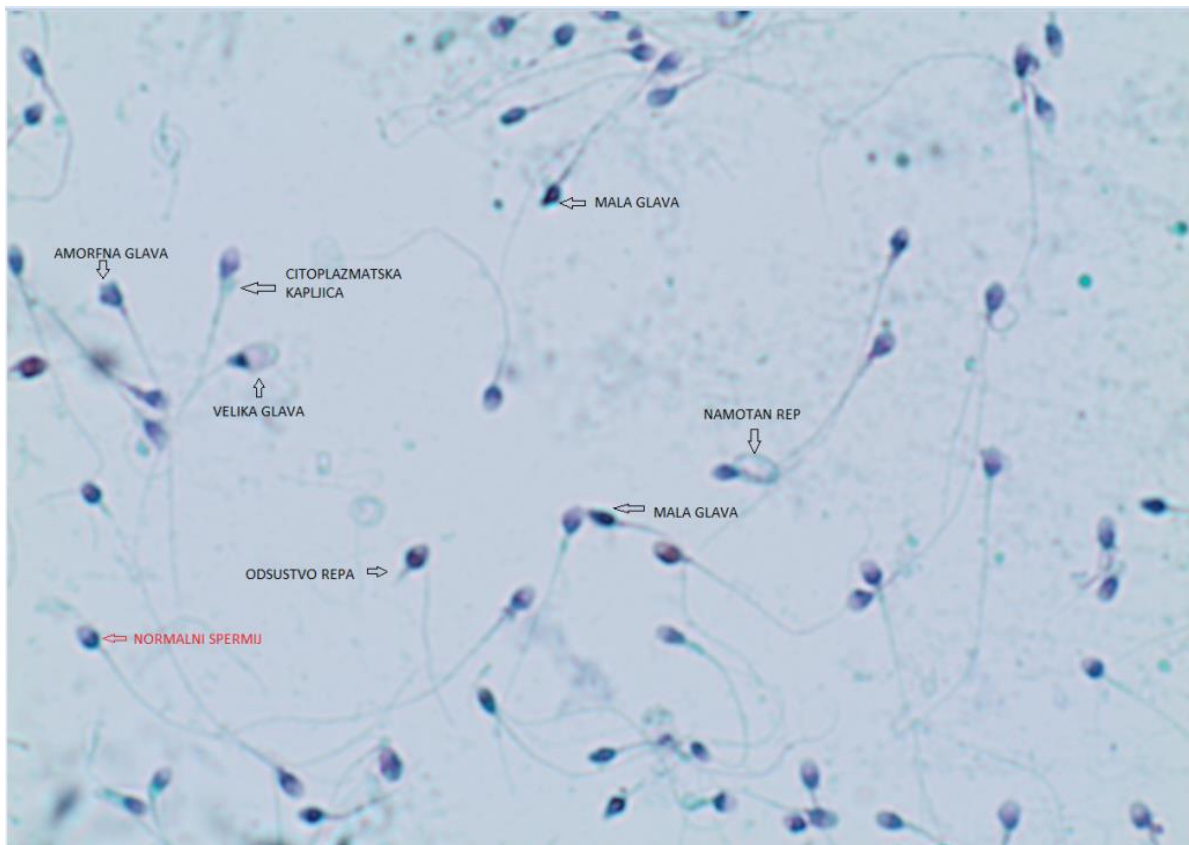 MALA GLAVA
AMORFNA GLAVA
CITOPLAZMATSKA
KAPLJICA
VELIKA GLAVA
NAMOTAN REP
MALA GLAVA
ODSUSTVO REPA
NORMALNI SPERMIJ